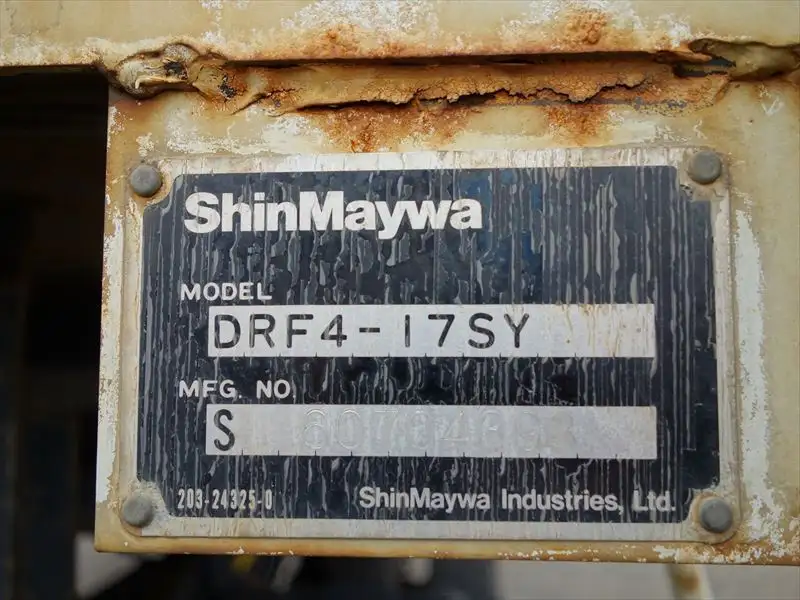 ShinMaywa
MODEL
DRF4-17SY
MFG. NO
S
203-24325-0
ShinMaywa Industries, Ltd.